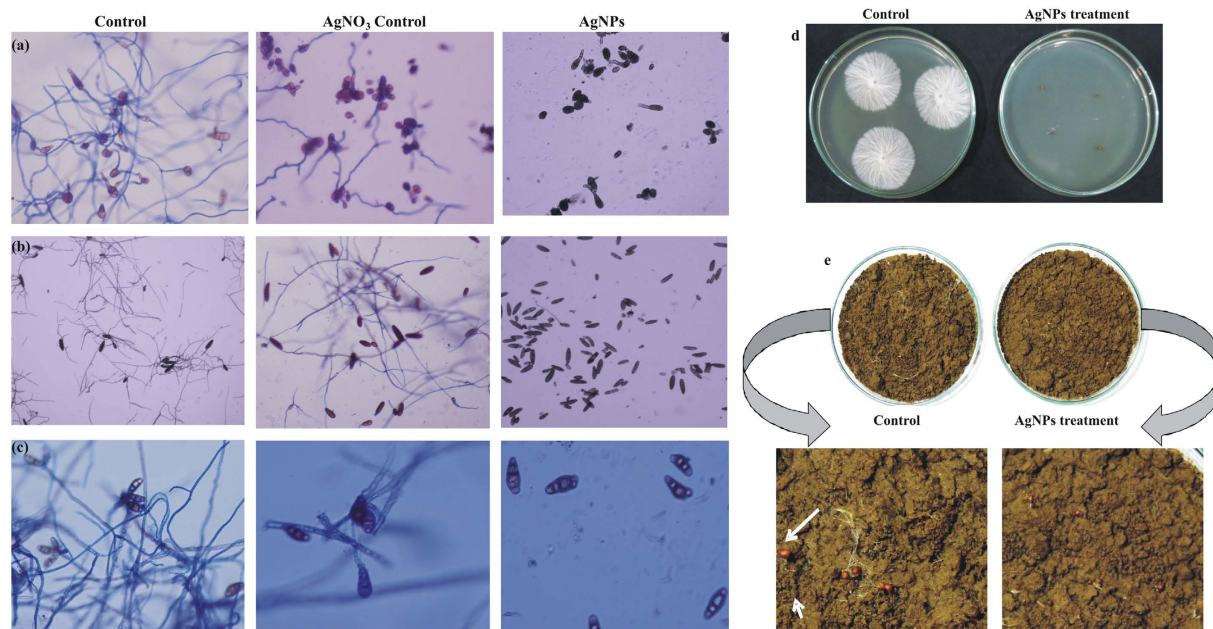 Control AgNO₃ Control AgNPs
(a)
(b)
(c)
Control AgNPs treatment
d
e
Control AgNPs treatment